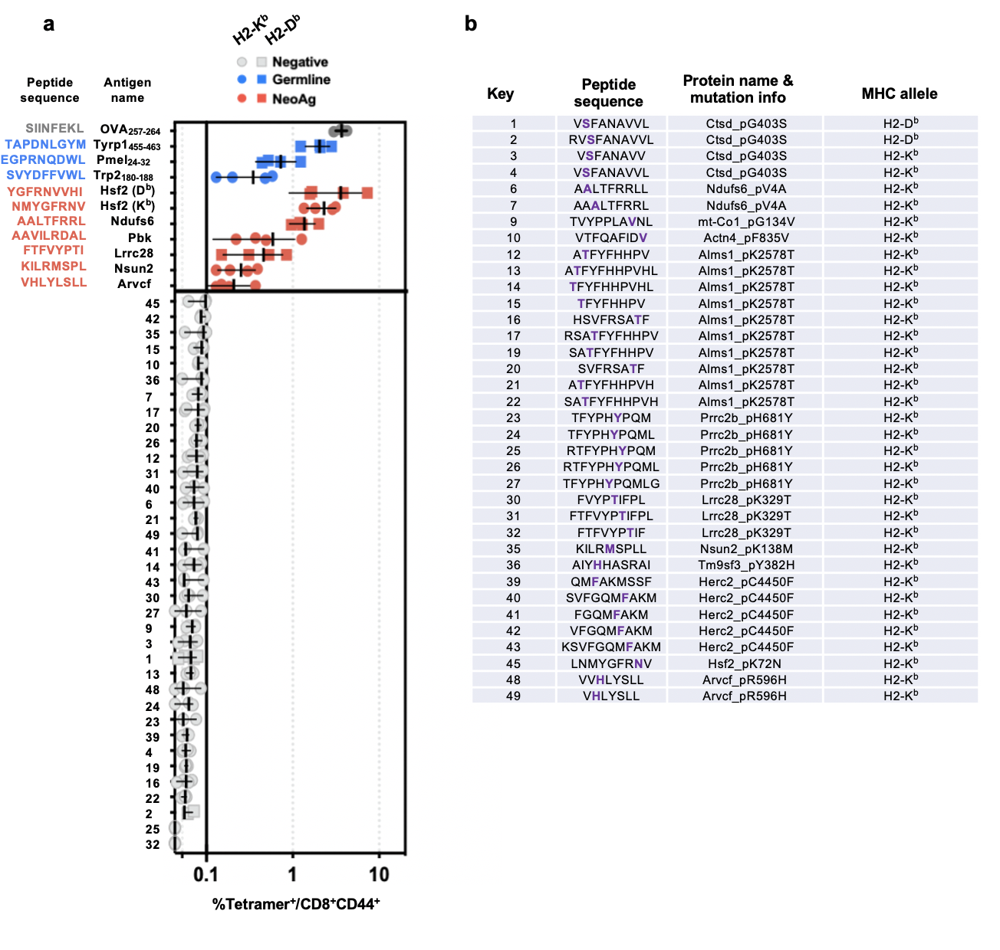 a
H2-Kᵇ
H2-Dᵇ
Negative
Germline
NeoAg
Peptide sequence
Antigen name
SIINFEKL OVA257-264
TAPDNLGYM Tyrp1455-463
EGPRNQDWL Pmel24-32
SVYDFFVWL Trp2180-188
YGFRNVVHI Hsf2 (Dᵇ)
NMYGFRNV Hsf2 (Kᵇ)
AALTFRRL Ndufs6
AAVILRDAL Pbk
FTFVYPTI Lrrc28
KILRMSPL Nsun2
VHLYLSLL Arvcf
45
42
35
15
10
36
7
17
20
26
12
31
40
6
21
49
41
14
43
30
27
9
3
1
13
48
24
23
39
4
19
16
22
2
25
32
0.1 1 10
%Tetramer⁺/CD8⁺CD44⁺
b
Key Peptide sequence Protein name & mutation info MHC allele
1 VSFANAVVL Ctsd_pG403S H2-Dᵇ
2 RVSFANAVVL Ctsd_pG403S H2-Dᵇ
3 VSFANAVV Ctsd_pG403S H2-Kᵇ
4 VSFANAVVL Ctsd_pG403S H2-Kᵇ
6 AALTFRRLL Ndufs6_pV4A H2-Kᵇ
7 AAALTFRRL Ndufs6_pV4A H2-Kᵇ
9 TVYPPLAVNL mt-Co1_pG134V H2-Kᵇ
10 VTFQAFIDV Actn4_pF835V H2-Kᵇ
12 ATFYFHHPV Alms1_pK2578T H2-Kᵇ
13 ATFYFHHPVHL Alms1_pK2578T H2-Kᵇ
14 TFYFHHPVHL Alms1_pK2578T H2-Kᵇ
15 TFYFHHPV Alms1_pK2578T H2-Kᵇ
16 HSVFRSATF Alms1_pK2578T H2-Kᵇ
17 RSATFYFHHPV Alms1_pK2578T H2-Kᵇ
19 SATFYFHHPV Alms1_pK2578T H2-Kᵇ
20 SVFRSATF Alms1_pK2578T H2-Kᵇ
21 ATFYFHHPVH Alms1_pK2578T H2-Kᵇ
22 SATFYFHHPVH Alms1_pK2578T H2-Kᵇ
23 TFYPHYPQM Prrc2b_pH681Y H2-Kᵇ
24 TFYPHYPQML Prrc2b_pH681Y H2-Kᵇ
25 RTFYPHYPQM Prrc2b_pH681Y H2-Kᵇ
26 RTFYPHYPQML Prrc2b_pH681Y H2-Kᵇ
27 TFYPHYPQMLG Prrc2b_pH681Y H2-Kᵇ
30 FVYPTIFPL Lrrc28_pK329T H2-Kᵇ
31 FTFVYPTIFPL Lrrc28_pK329T H2-Kᵇ
32 FTFVYPTIF Lrrc28_pK329T H2-Kᵇ
35 KILRMSPLL Nsun2_pK138M H2-Kᵇ
36 AIYHHASRAI Tm9sf3_pY382H H2-Kᵇ
39 QMFAKMSSF Herc2_pC4450F H2-Kᵇ
40 SVFGQMFAKM Herc2_pC4450F H2-Kᵇ
41 FGQMFAKM Herc2_pC4450F H2-Kᵇ
42 VFGQMFAKM Herc2_pC4450F H2-Kᵇ
43 KSVFGQMFAKM Herc2_pC4450F H2-Kᵇ
45 LNMYGFRNV Hsf2_pK72N H2-Kᵇ
48 VVHLYSLL Arvcf_pR596H H2-Kᵇ
49 VHLYSLL Arvcf_pR596H H2-Kᵇ